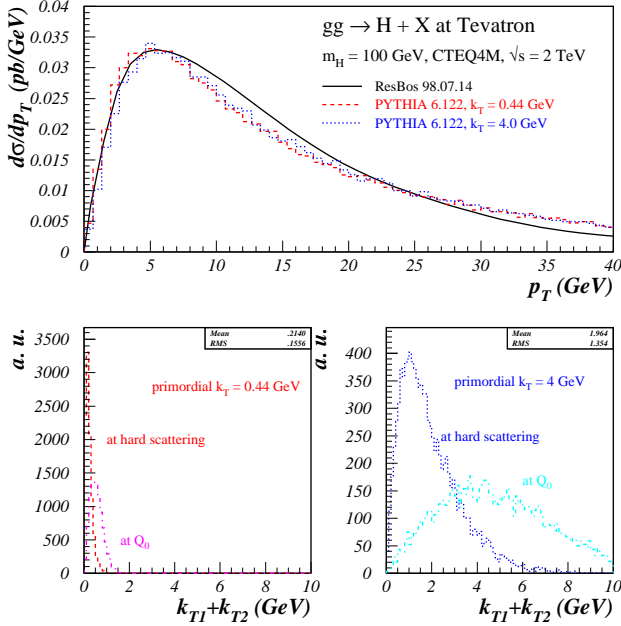 dσ/dp_T (pb/GeV)
0.04
0.035
0.03
0.025
0.02
0.015
0.01
0.005
0
gg → H + X at Tevatron
m_H = 100 GeV, CTEQ4M, √s = 2 TeV
ResBos 98.07.14
PYTHIA 6.122, k_T = 0.44 GeV
PYTHIA 6.122, k_T = 4.0 GeV
0 5 10 15 20 25 30 35 40
p_T (GeV)
a. u.
3500
3000
2500
2000
1500
1000
500
0
Mean .2140
RMS .1556
primordial k_T = 0.44 GeV
at hard scattering
at Q_0
0 2 4 6 8 10
k_T1+k_T2 (GeV)
a. u.
400
350
300
250
200
150
100
50
0
Mean 1.964
RMS 1.354
primordial k_T = 4 GeV
at hard scattering
at Q_0
0 2 4 6 8 10
k_T1+k_T2 (GeV)